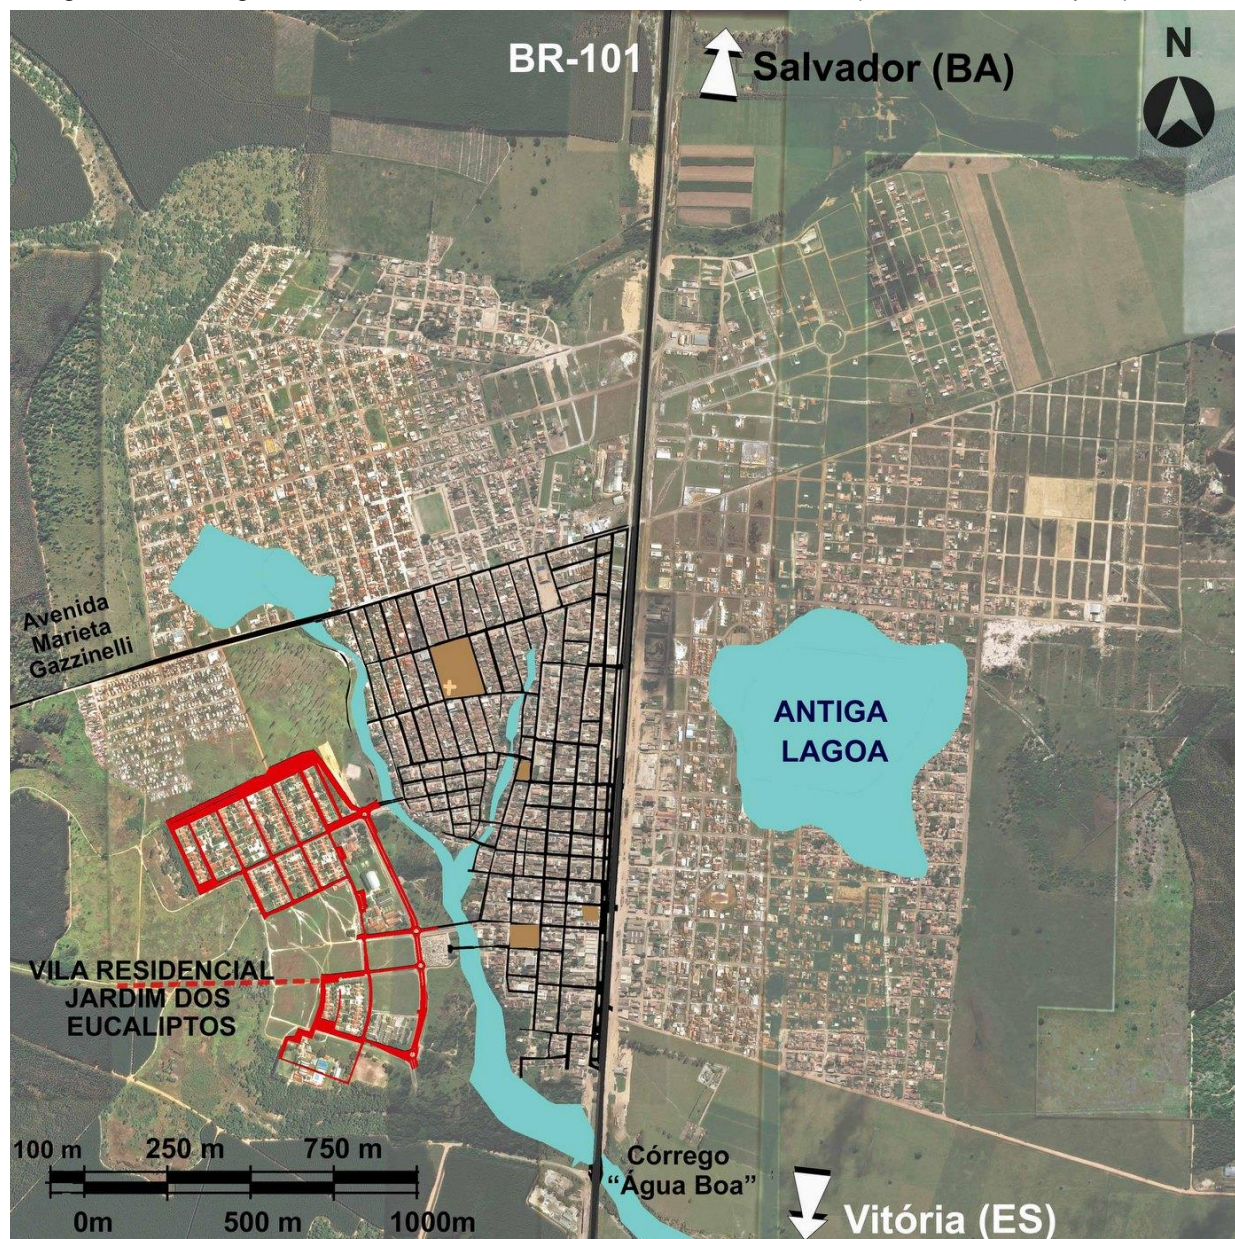 BR-101
Salvador (BA)
N
Avenida
Marieta
Gazzinelli
ANTIGA
LAGOA
VILA RESIDENCIAL
JARDIM DOS
EUCALIPTOS
100 m 250 m 750 m
0m 500 m 1000m
Córrego
“Água Boa”
Vitória (ES)